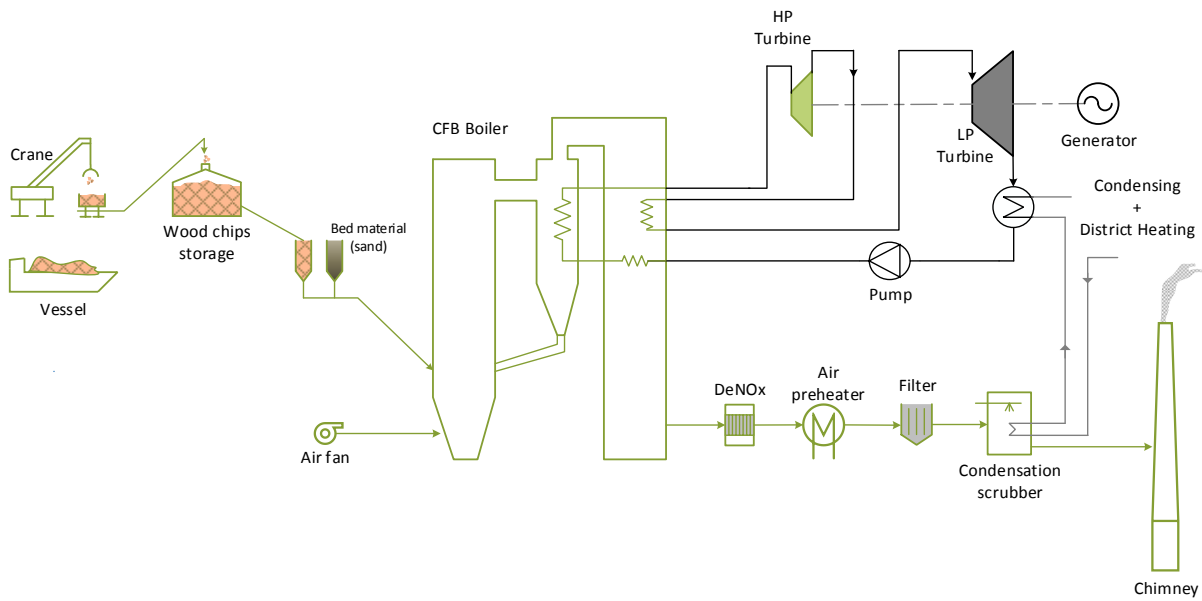 HP
Turbine
CFB Boiler
Crane
LP
Turbine
Generator
Condensing
+
District Heating
Wood chips
storage
Bed material
(sand)
Vessel
Pump
DeNOx
Air
preheater
Filter
Air fan
Condensation
scrubber
Chimney